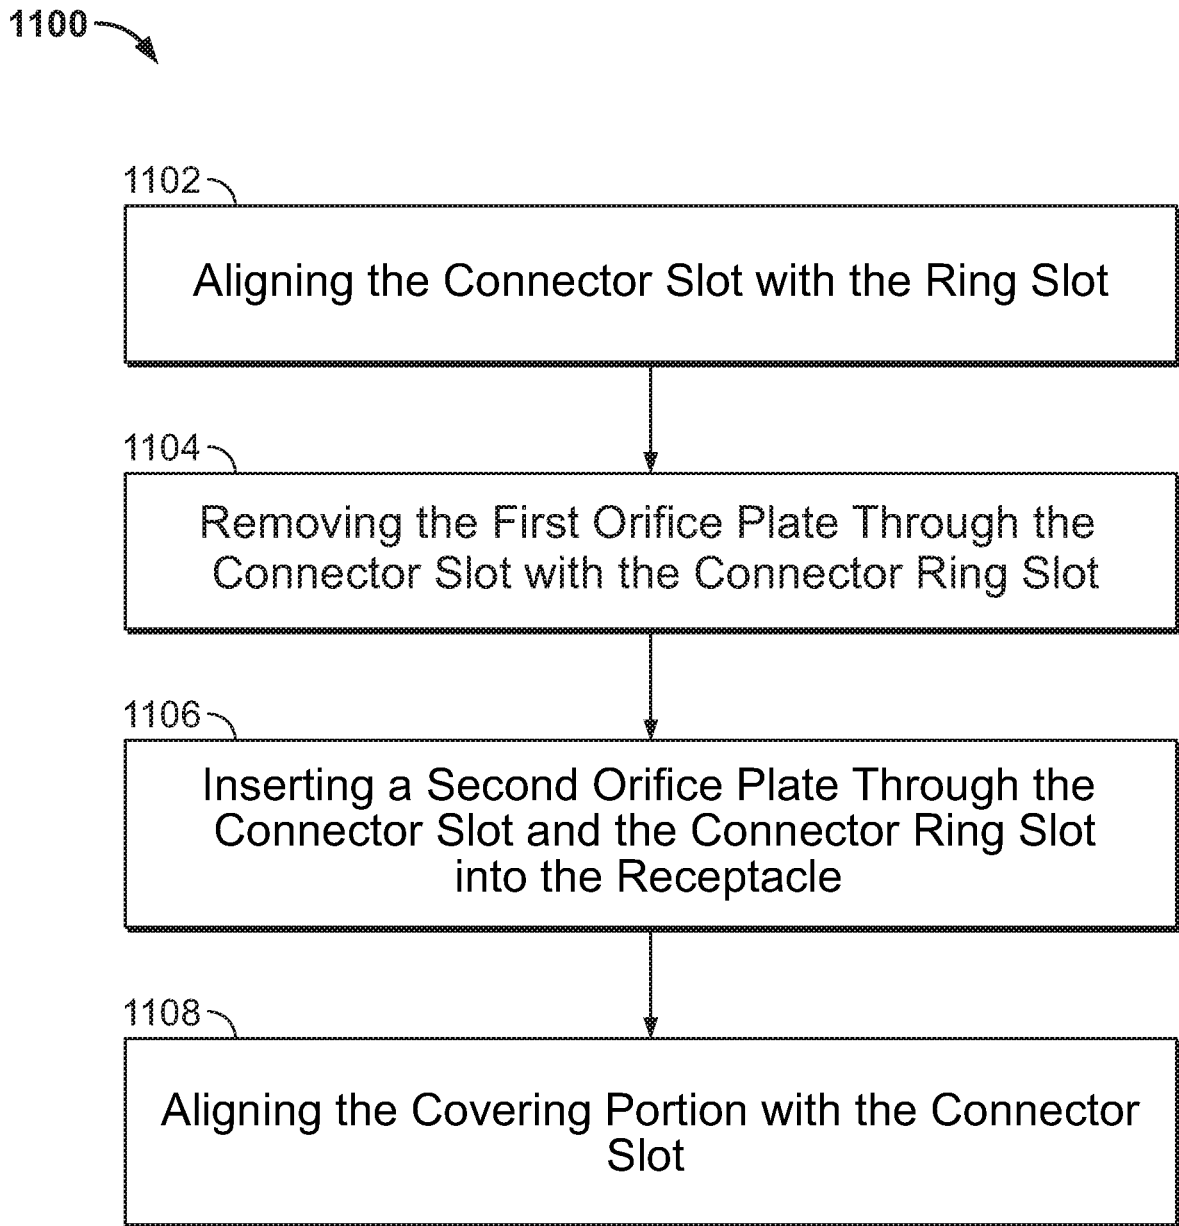 1100
1102
Aligning the Connector Slot with the Ring Slot
1104
Removing the First Orifice Plate Through the
Connector Slot with the Connector Ring Slot
1106
Inserting a Second Orifice Plate Through the
Connector Slot and the Connector Ring Slot
into the Receptacle
1108
Aligning the Covering Portion with the Connector
Slot